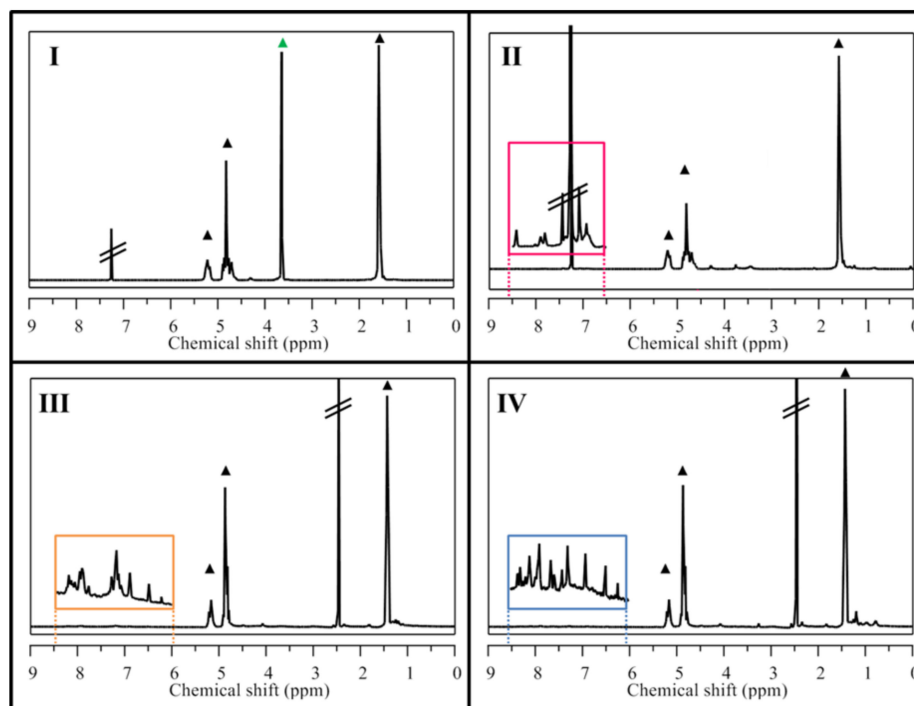 I
9 8 7 6 5 4 3 2 1 0
Chemical shift (ppm)
II
9 8 7 6 5 4 3 2 1 0
Chemical shift (ppm)
III
9 8 7 6 5 4 3 2 1 0
Chemical shift (ppm)
IV
9 8 7 6 5 4 3 2 1 0
Chemical shift (ppm)